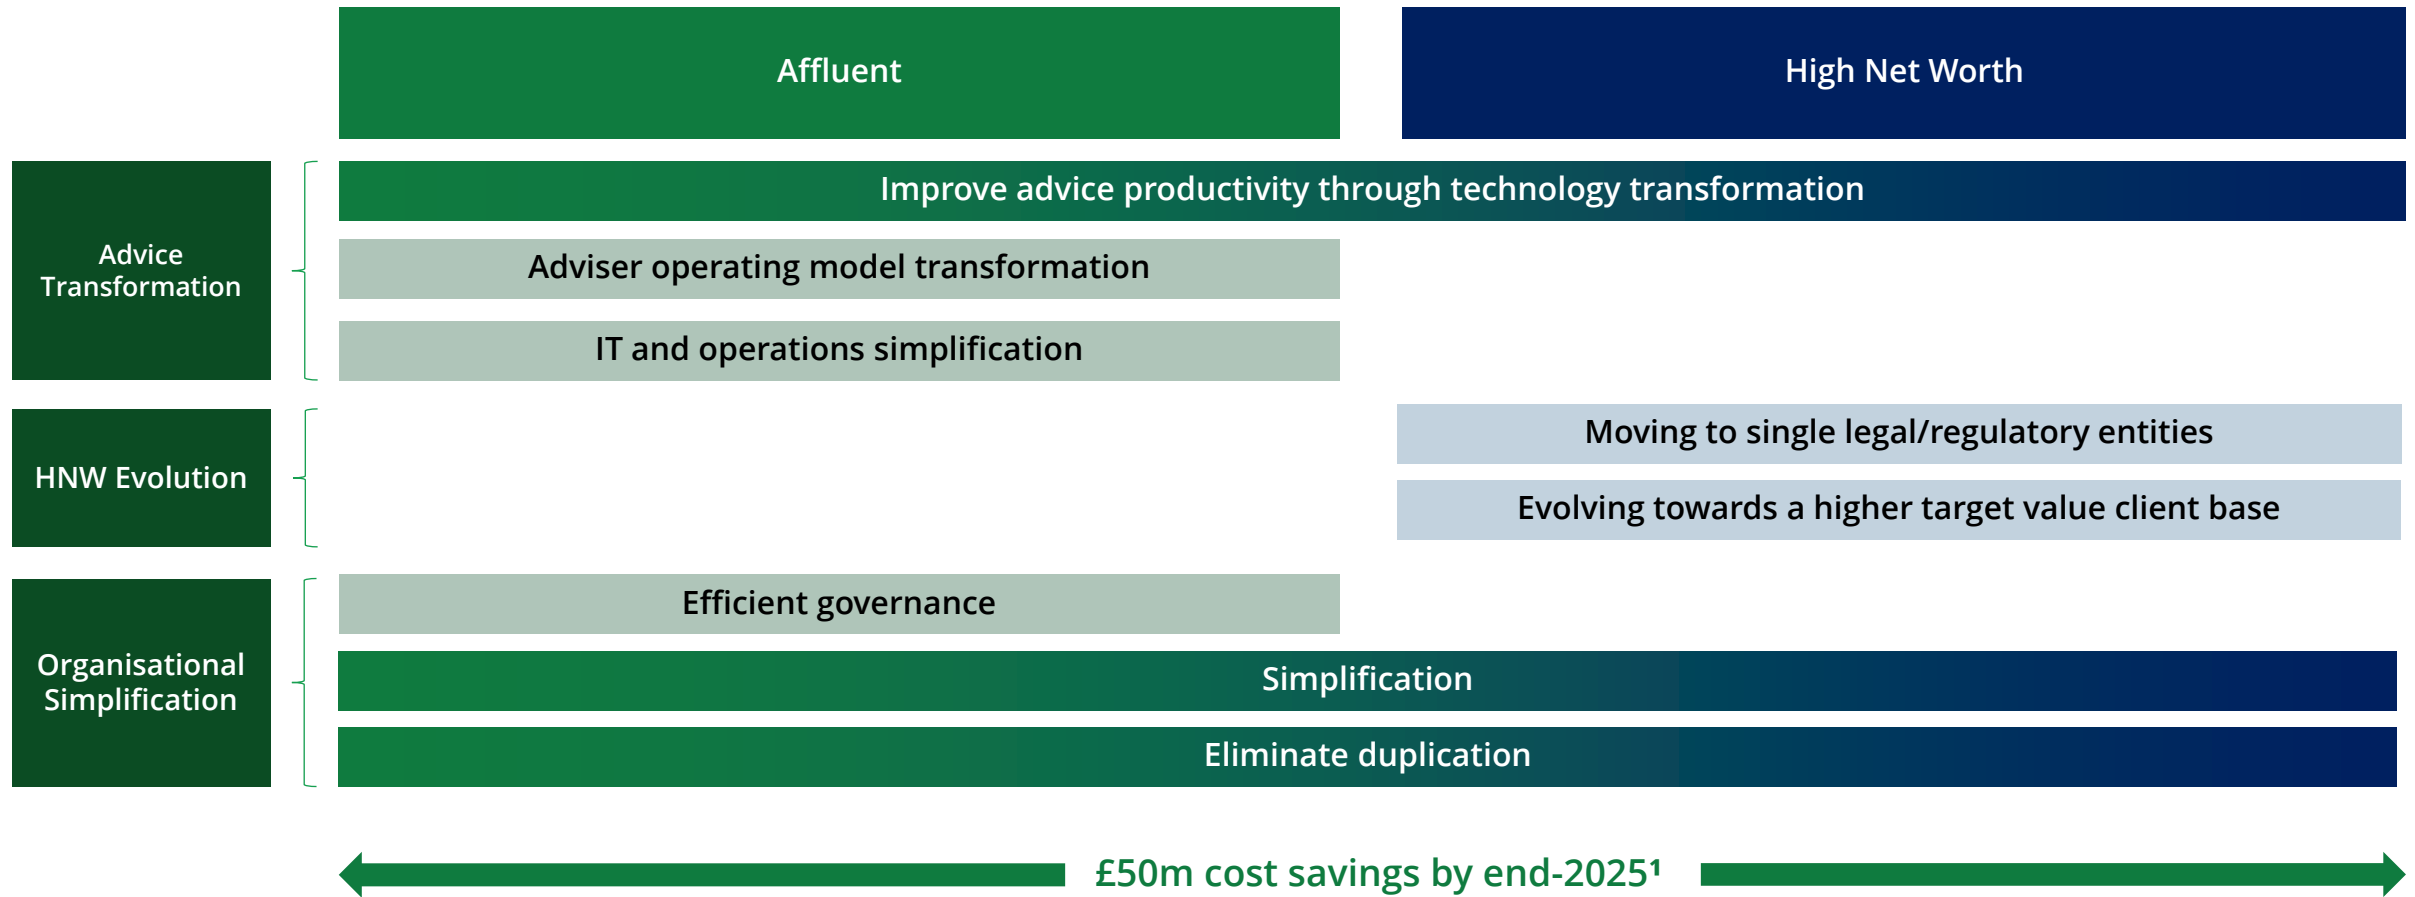 Affluent
High Net Worth
Advice
Transformation
Improve advice productivity through technology transformation
Adviser operating model transformation
IT and operations simplification
HNW Evolution
Moving to single legal/regulatory entities
Evolving towards a higher target value client base
Organisational
Simplification
Efficient governance
Simplification
Eliminate duplication
£50m cost savings by end-2025¹